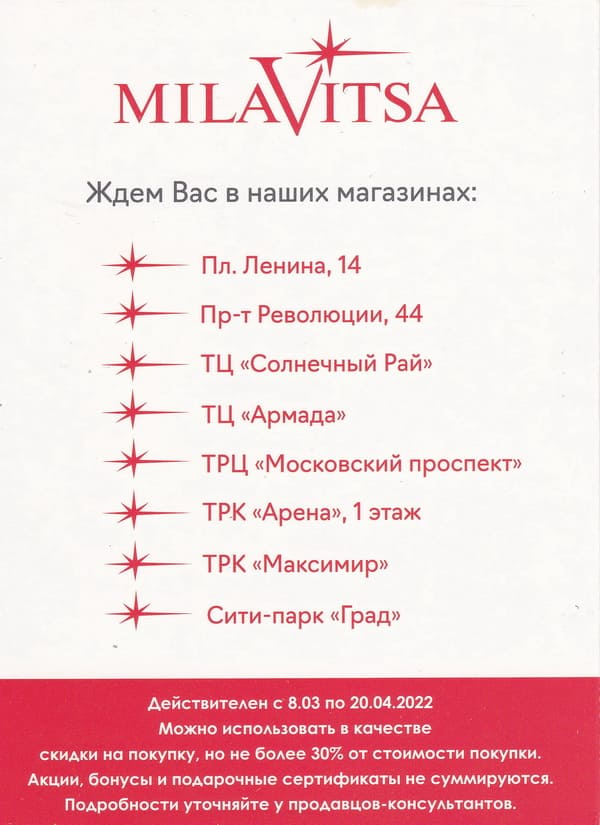 MILAVITSA
Ждем Вас в наших магазинах:
Пл. Ленина, 14
Пр-т Революции, 44
ТЦ «Солнечный Рай»
ТЦ «Армада»
ТРЦ «Московский проспект»
ТРК «Арена», 1 этаж
ТРК «Максимир»
Сити-парк «Град»
Действителен с 8.03 по 20.04.2022
Можно использовать в качестве
скидки на покупку, но не более 30% от стоимости покупки.
Акции, бонусы и подарочные сертификаты не суммируются.
Подробности уточняйте у продавцов-консультантов.